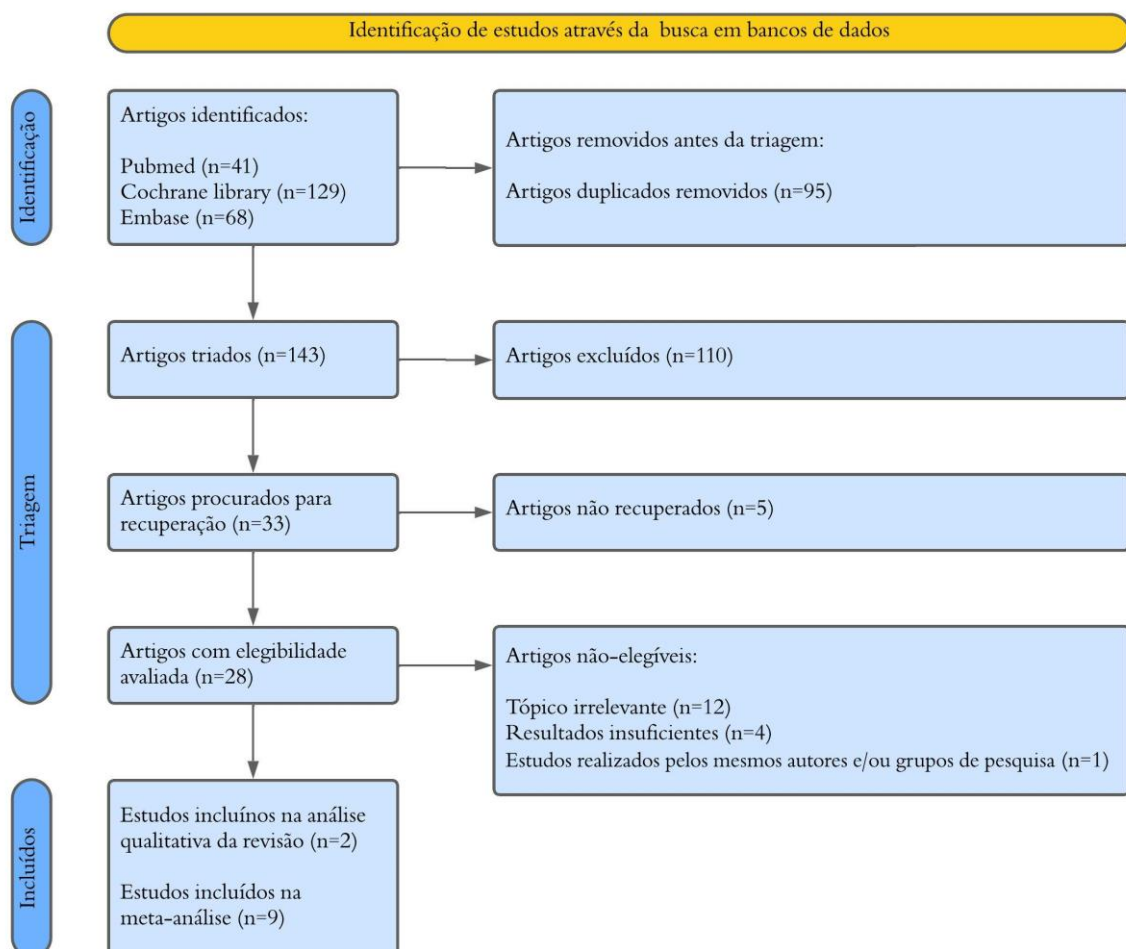 Identificação de estudos através da busca em bancos de dados
Identificação
Artigos identificados:
Pubmed (n=41)
Cochrane library (n=129)
Embase (n=68)
Artigos removidos antes da triagem:
Artigos duplicados removidos (n=95)
Triagem
Artigos triados (n=143)
Artigos excluídos (n=110)
Artigos procurados para
recuperação (n=33)
Artigos não recuperados (n=5)
Artigos com elegibilidade
avaliada (n=28)
Artigos não-elegíveis:
Tópico irrelevante (n=12)
Resultados insuficientes (n=4)
Estudos realizados pelos mesmos autores e/ou grupos de pesquisa (n=1)
Incluídos
Estudos incluínos na análise
qualitativa da revisão (n=2)
Estudos incluídos na
meta-análise (n=9)